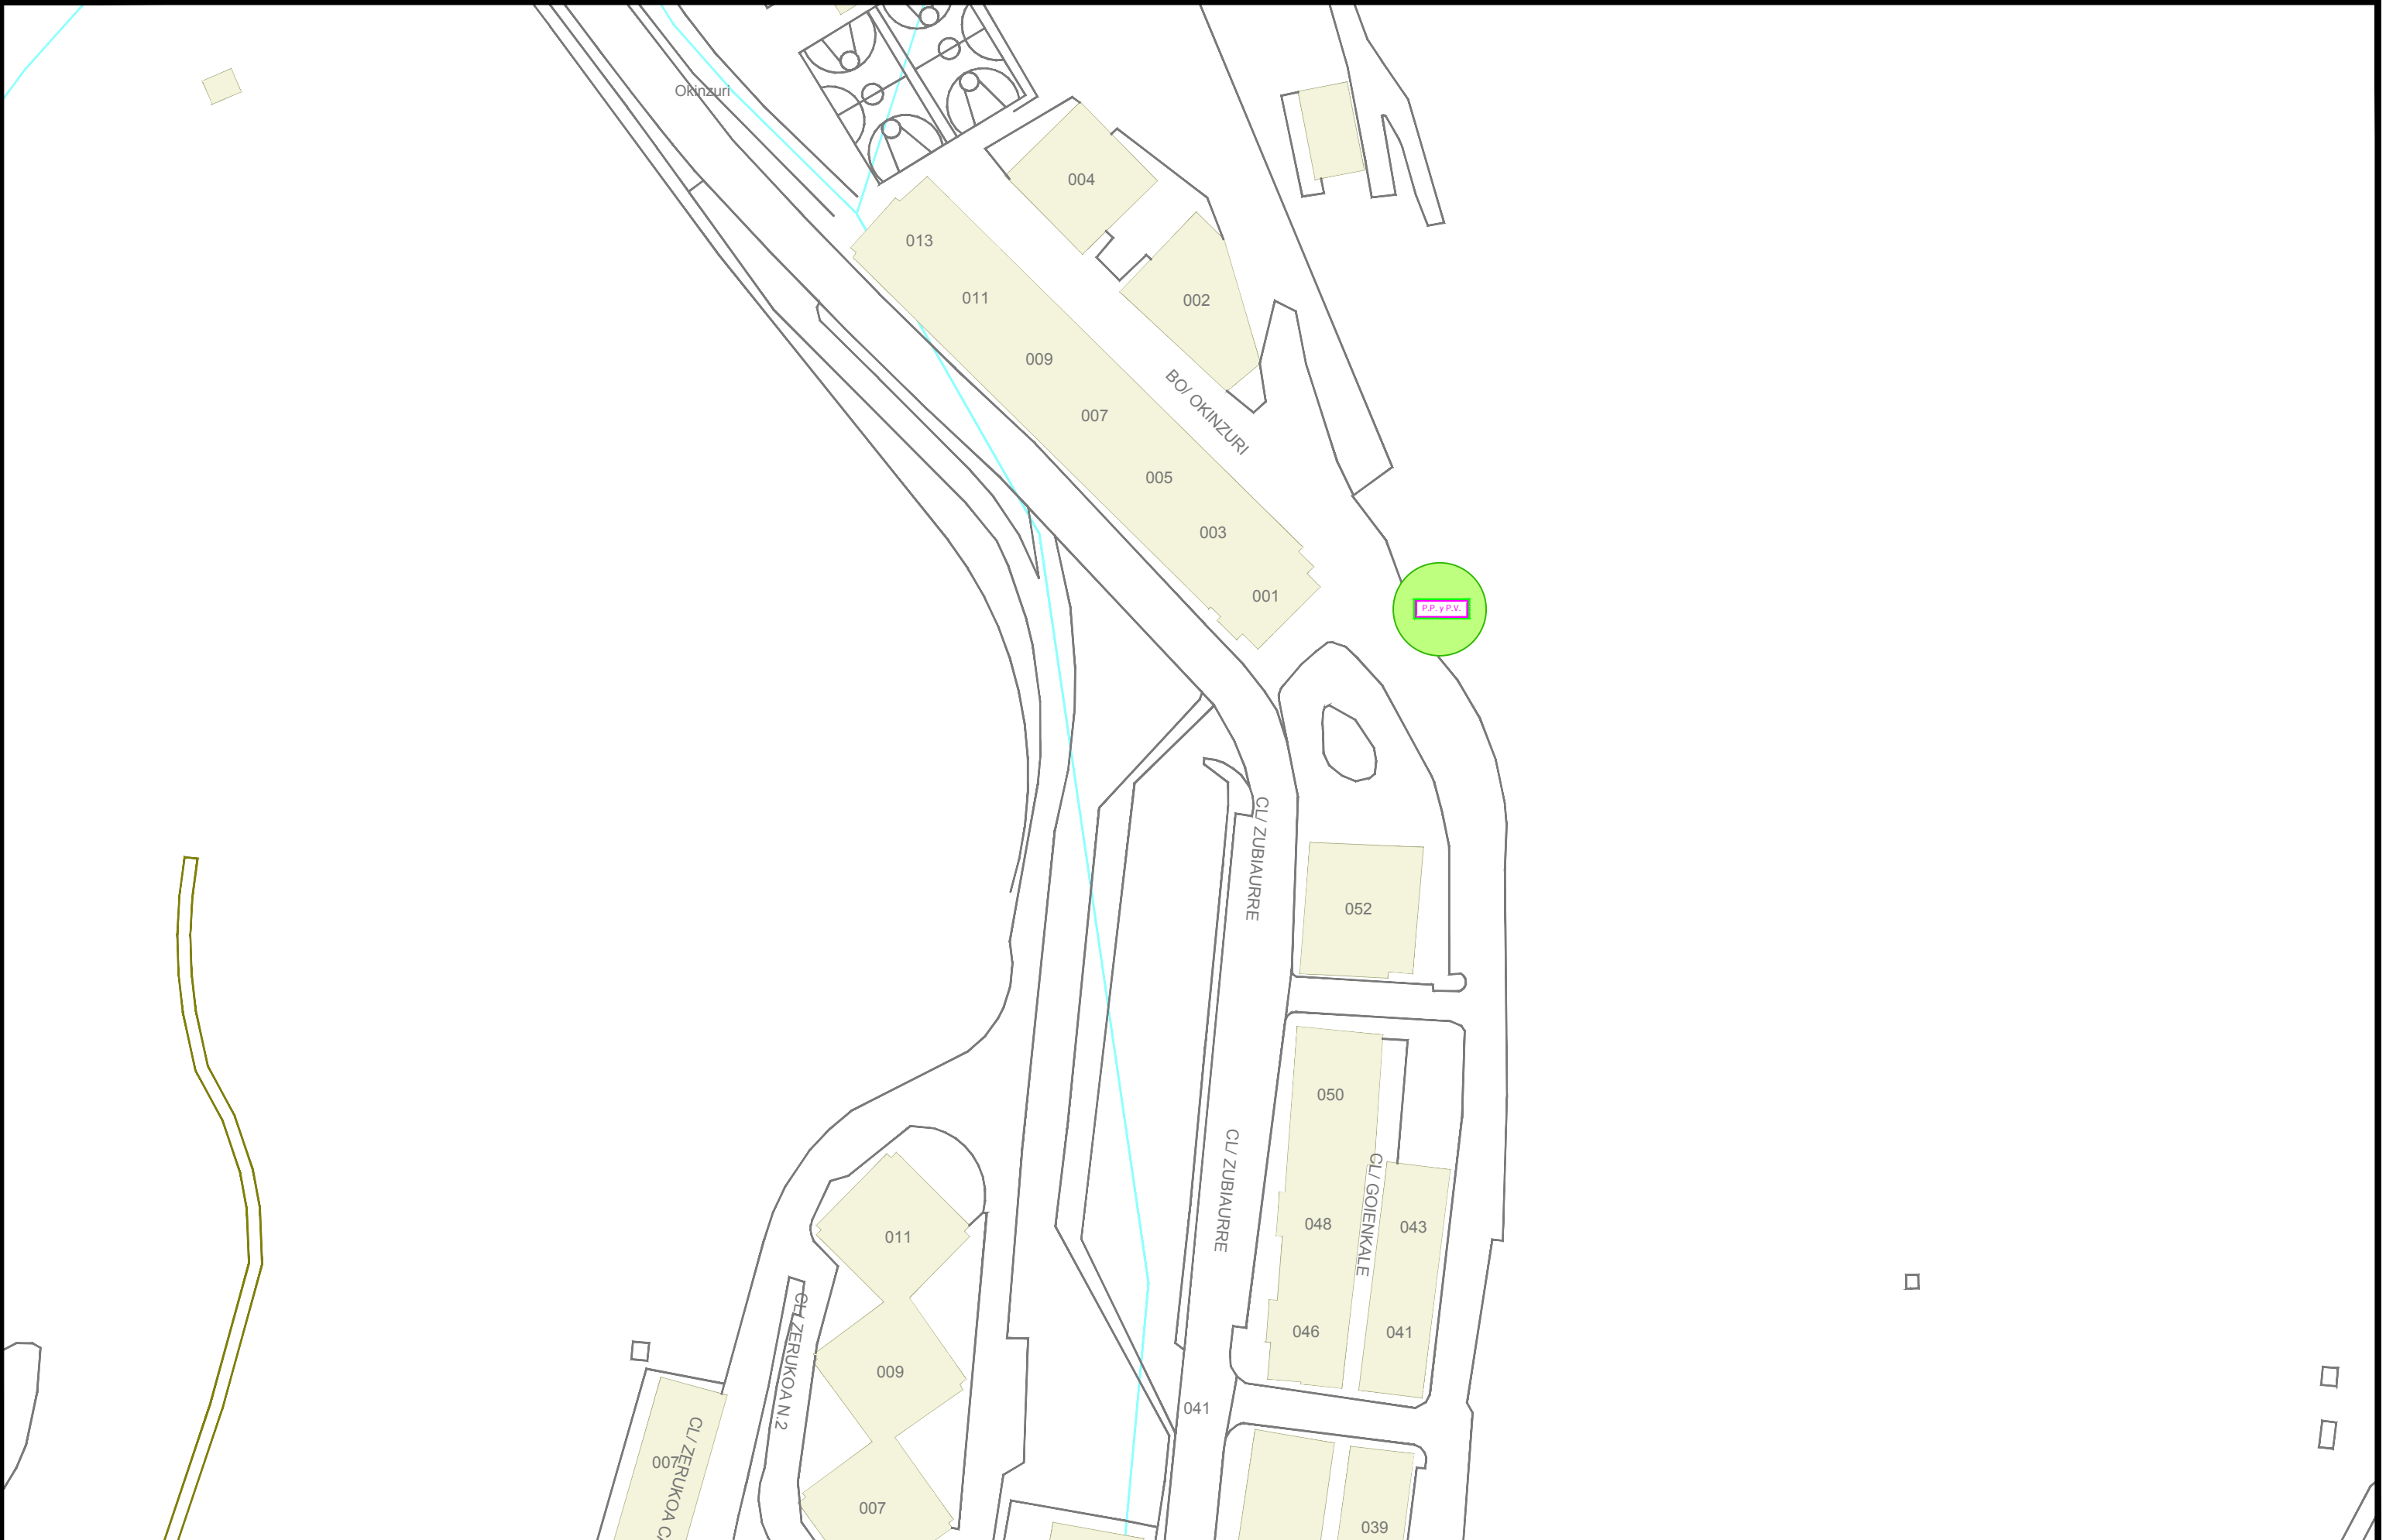 Okinzuri
004
013
011
002
009
BO/ OKINZURI
007
005
003
001
P.P. y P.V.
CL/ ZUBIAURRE
052
050
CL/ ZUBIAURRE
CL/ GOIENKALE
048
043
011
CL/ ZERUKOA N.2
046
041
009
041
CL/ ZERUKOA
007
007
039